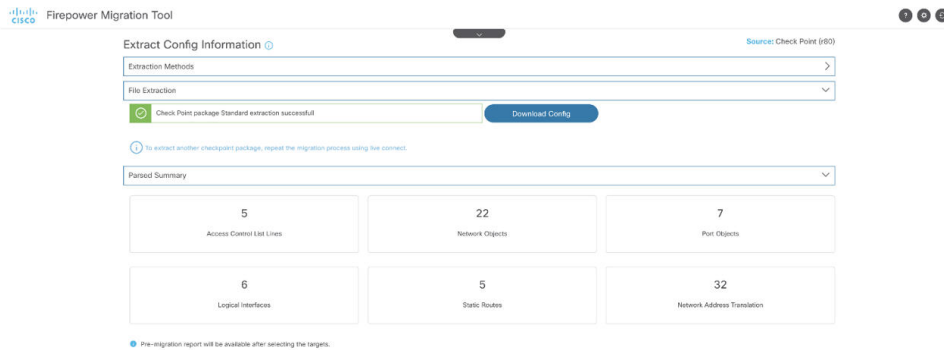 CISCO
Firepower Migration Tool
Extract Config Information
Source: Check Point (r80)
Extraction Methods
File Extraction
Check Point package Standard extraction successfull
Download Config
To extract another checkpoint package, repeat the migration process using live connect.
Parsed Summary
5
Access Control List Lines
22
Network Objects
7
Port Objects
6
Logical Interfaces
5
Static Routes
32
Network Address Translation
Pre-migration report will be available after selecting the targets.